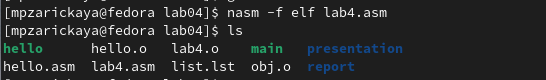 [mpzarickaya@fedora lab04]$ nasm -f elf lab4.asm
[mpzarickaya@fedora lab04]$ ls
hello hello.o lab4.o main presentation
hello.asm lab4.asm list.lst obj.o report